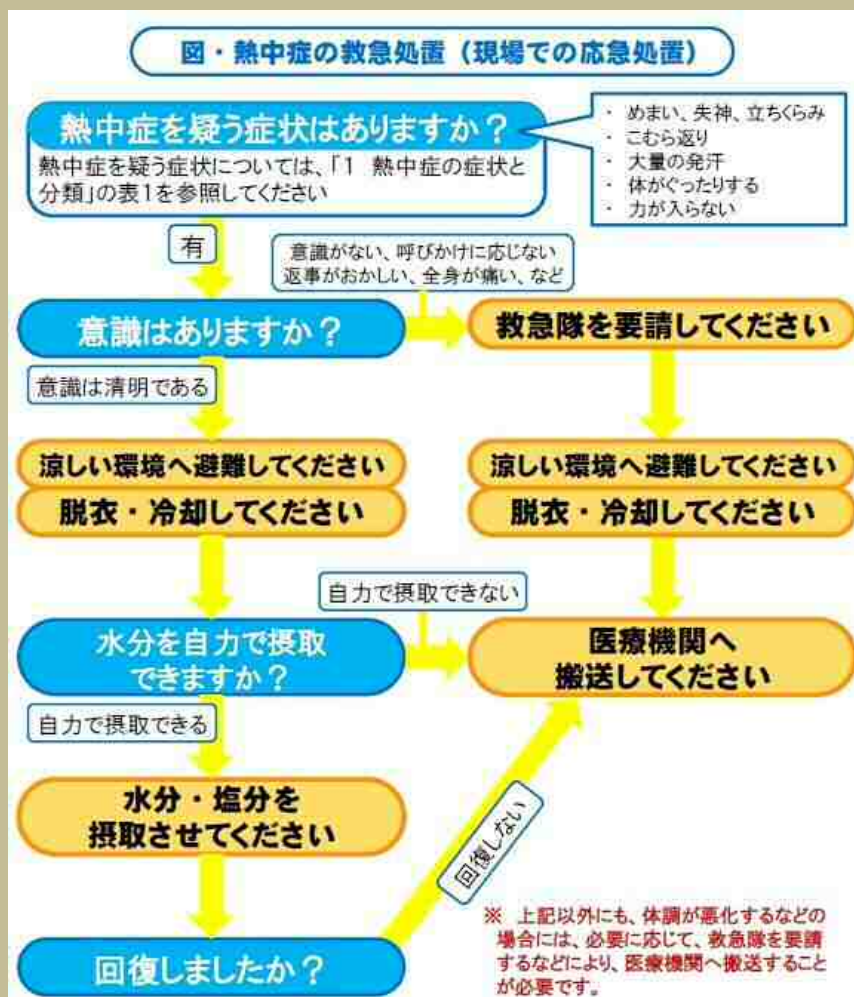 図・熱中症の救急処置（現場での応急処置）
熱中症を疑う症状はありますか？
熱中症を疑う症状については、「1　熱中症の症状と
分類」の表1を参照してください
・ めまい、失神、立ちくらみ
・ こむら返り
・ 大量の発汗
・ 体がぐったりする
・ 力が入らない
有
意識がない、呼びかけに応じない
返事がおかしい、全身が痛い、など
意識はありますか？
救急隊を要請してください
意識は清明である
涼しい環境へ避難してください
脱衣・冷却してください
涼しい環境へ避難してください
脱衣・冷却してください
自力で摂取できない
水分を自力で摂取
できますか？
医療機関へ
搬送してください
自力で摂取できる
水分・塩分を
摂取させてください
回復しない
回復しましたか？
※ 上記以外にも、体調が悪化するなどの
場合には、必要に応じて、救急隊を要請
するなどにより、医療機関へ搬送すること
が必要です。